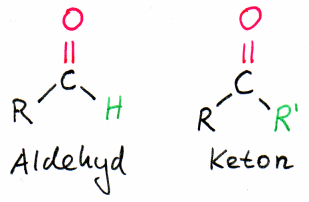 O O
C C
R H R R'
Aldehyd Keton